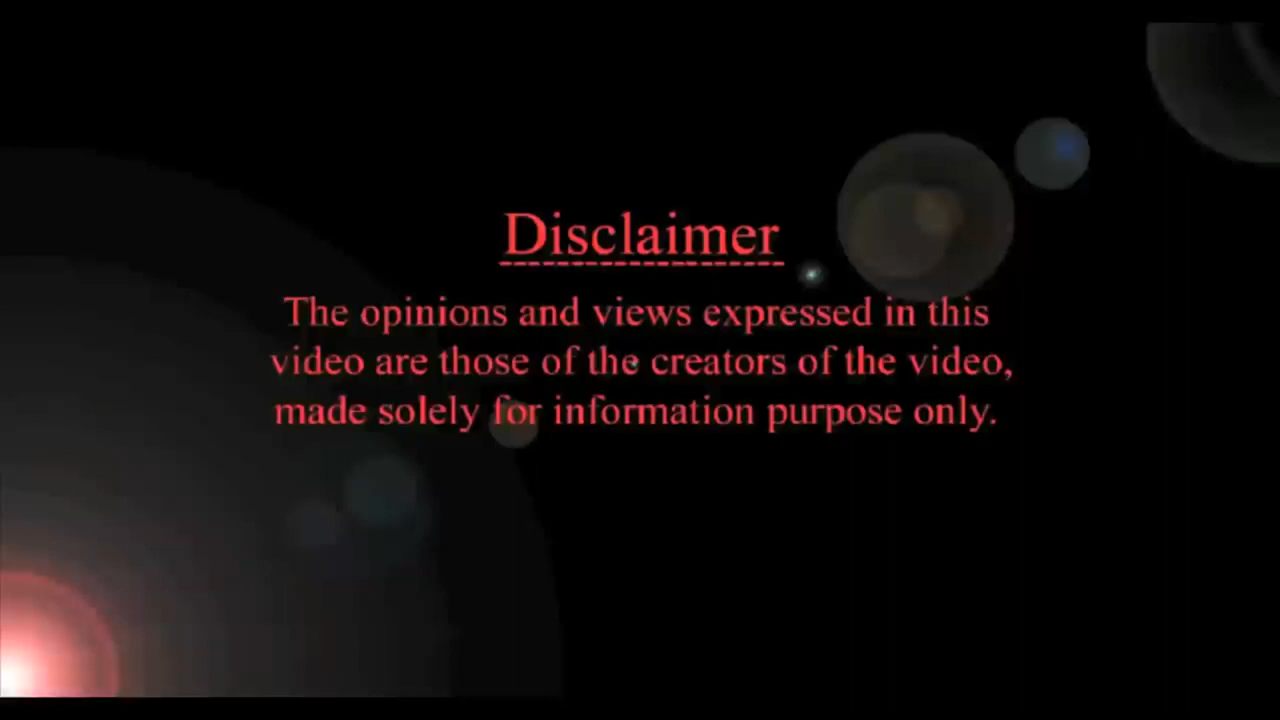 Disclaimer
The opinions and views expressed in this
video are those of the creators of the video,
made solely for information purpose only.